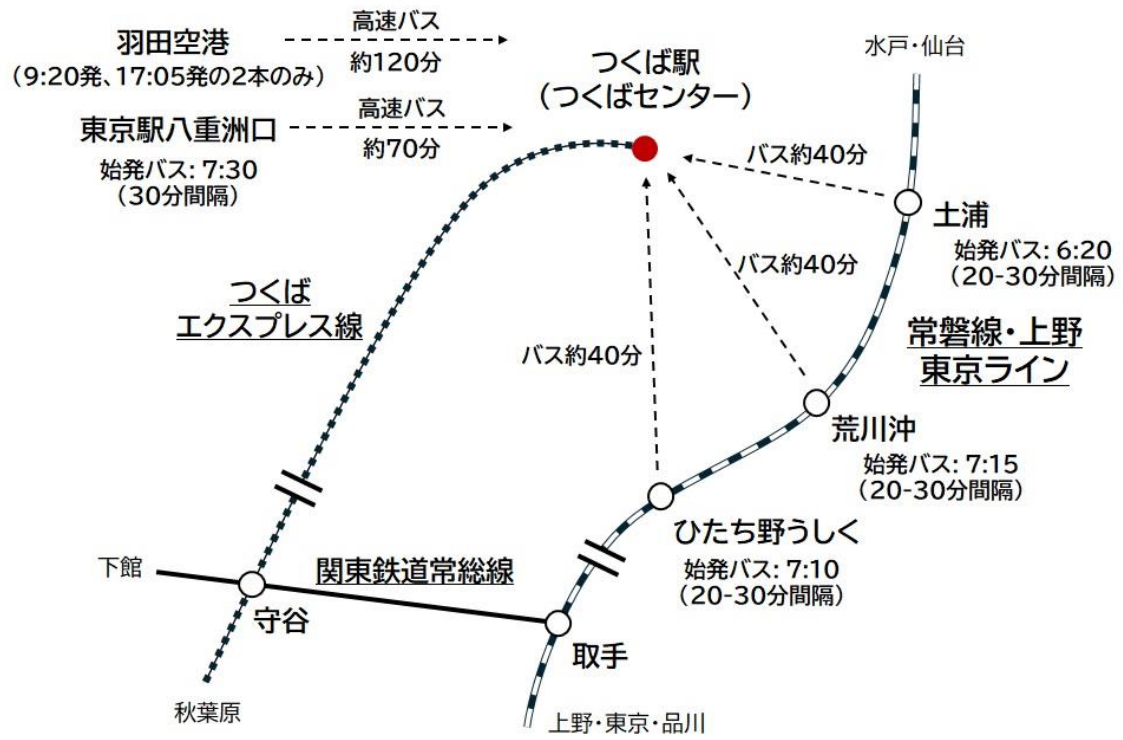 羽田空港
(9:20発、17:05発の2本のみ)
高速バス
約120分
東京駅八重洲口
始発バス: 7:30
(30分間隔)
高速バス
約70分
つくば駅
(つくばセンター)
水戸・仙台
バス約40分
土浦
始発バス: 6:20
(20-30分間隔)
バス約40分
つくば
エクスプレス線
常磐線・上野
東京ライン
バス約40分
荒川沖
始発バス: 7:15
(20-30分間隔)
ひたち野うしく
始発バス: 7:10
(20-30分間隔)
下館
関東鉄道常総線
守谷
取手
秋葉原
上野・東京・品川